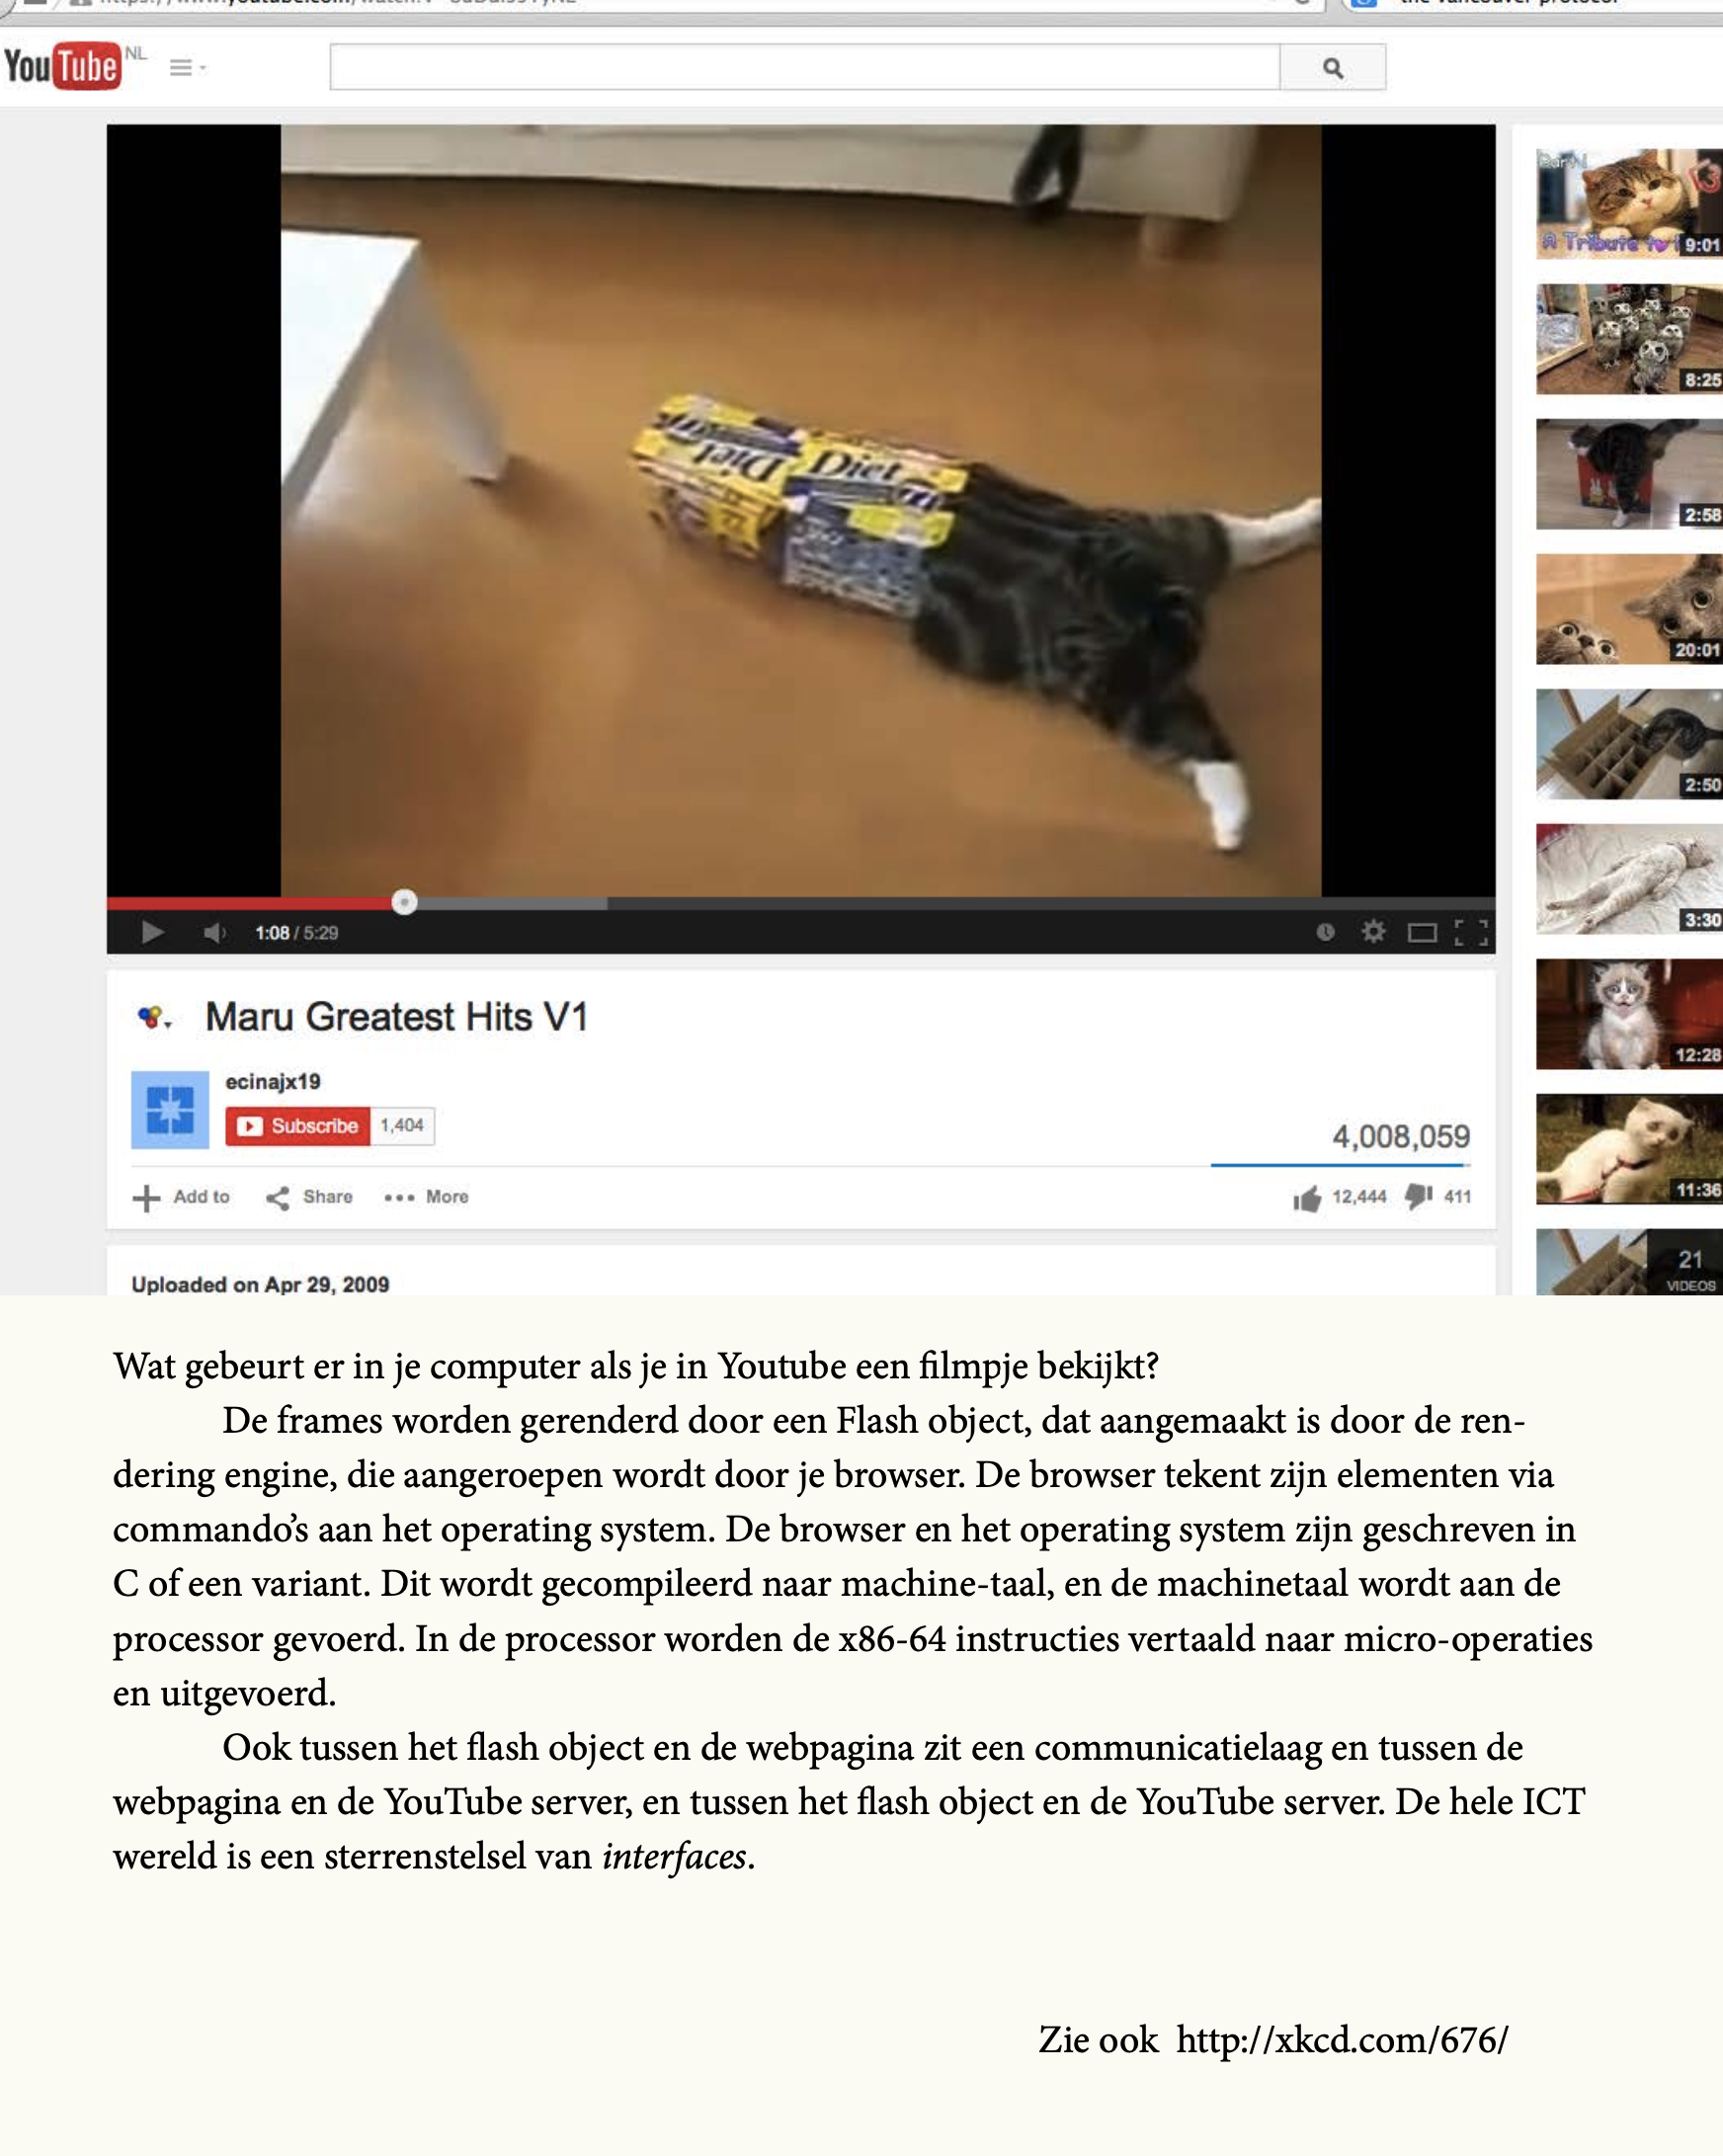 YouTube NL
9:01
A Tribute to
8:25
Diet
2:58
20:01
2:50
3:30
1:08 / 5:29
12:28
Maru Greatest Hits V1
ecinajx19
Subscribe 1,404
4,008,059
11:36
Add to Share More 12,444 411
21
VIDEOS
Uploaded on Apr 29, 2009
Wat gebeurt er in je computer als je in Youtube een filmpje bekijkt?
De frames worden gerenderd door een Flash object, dat aangemaakt is door de ren-
dering engine, die aangeroepen wordt door je browser. De browser tekent zijn elementen via
commando’s aan het operating system. De browser en het operating system zijn geschreven in
C of een variant. Dit wordt gecompileerd naar machine-taal, en de machinetaal wordt aan de
processor gevoerd. In de processor worden de x86-64 instructies vertaald naar micro-operaties
en uitgevoerd.
Ook tussen het flash object en de webpagina zit een communicatielaag en tussen de
webpagina en de YouTube server, en tussen het flash object en de YouTube server. De hele ICT
wereld is een sterrenstelsel van interfaces.
Zie ook http://xkcd.com/676/